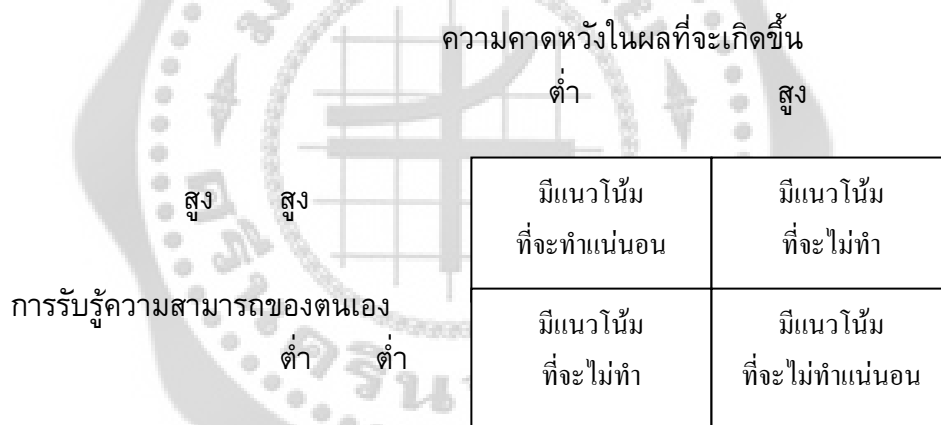 ความคาดหวังในผลที่จะเกิดขึ้น
ต่ำ สูง
สูง สูง
มีแนวโน้ม มีแนวโน้ม
ที่จะทำแน่นอน ที่จะไม่ทำ
การรับรู้ความสามารถของตนเอง
ต่ำ ต่ำ
มีแนวโน้ม มีแนวโน้ม
ที่จะไม่ทำ ที่จะไม่ทำแน่นอน